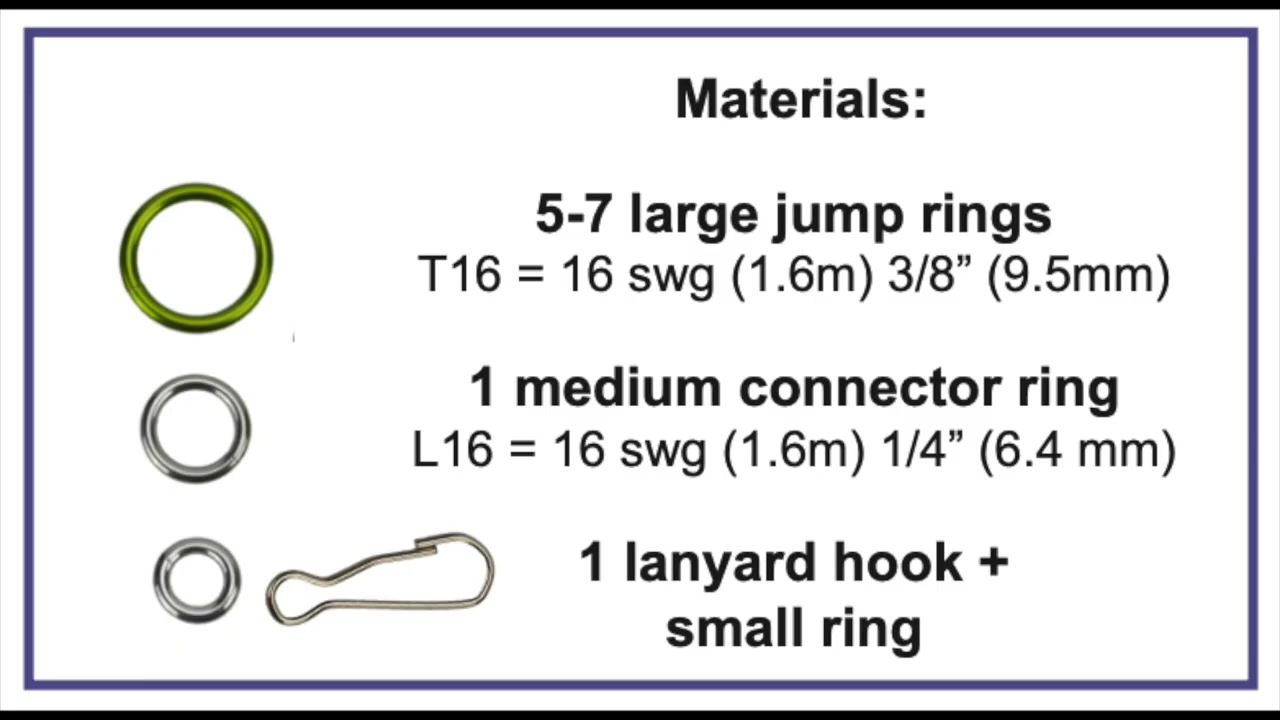 Materials:
5-7 large jump rings
T16 = 16 swg (1.6m) 3/8” (9.5mm)
1 medium connector ring
L16 = 16 swg (1.6m) 1/4” (6.4 mm)
1 lanyard hook +
small ring